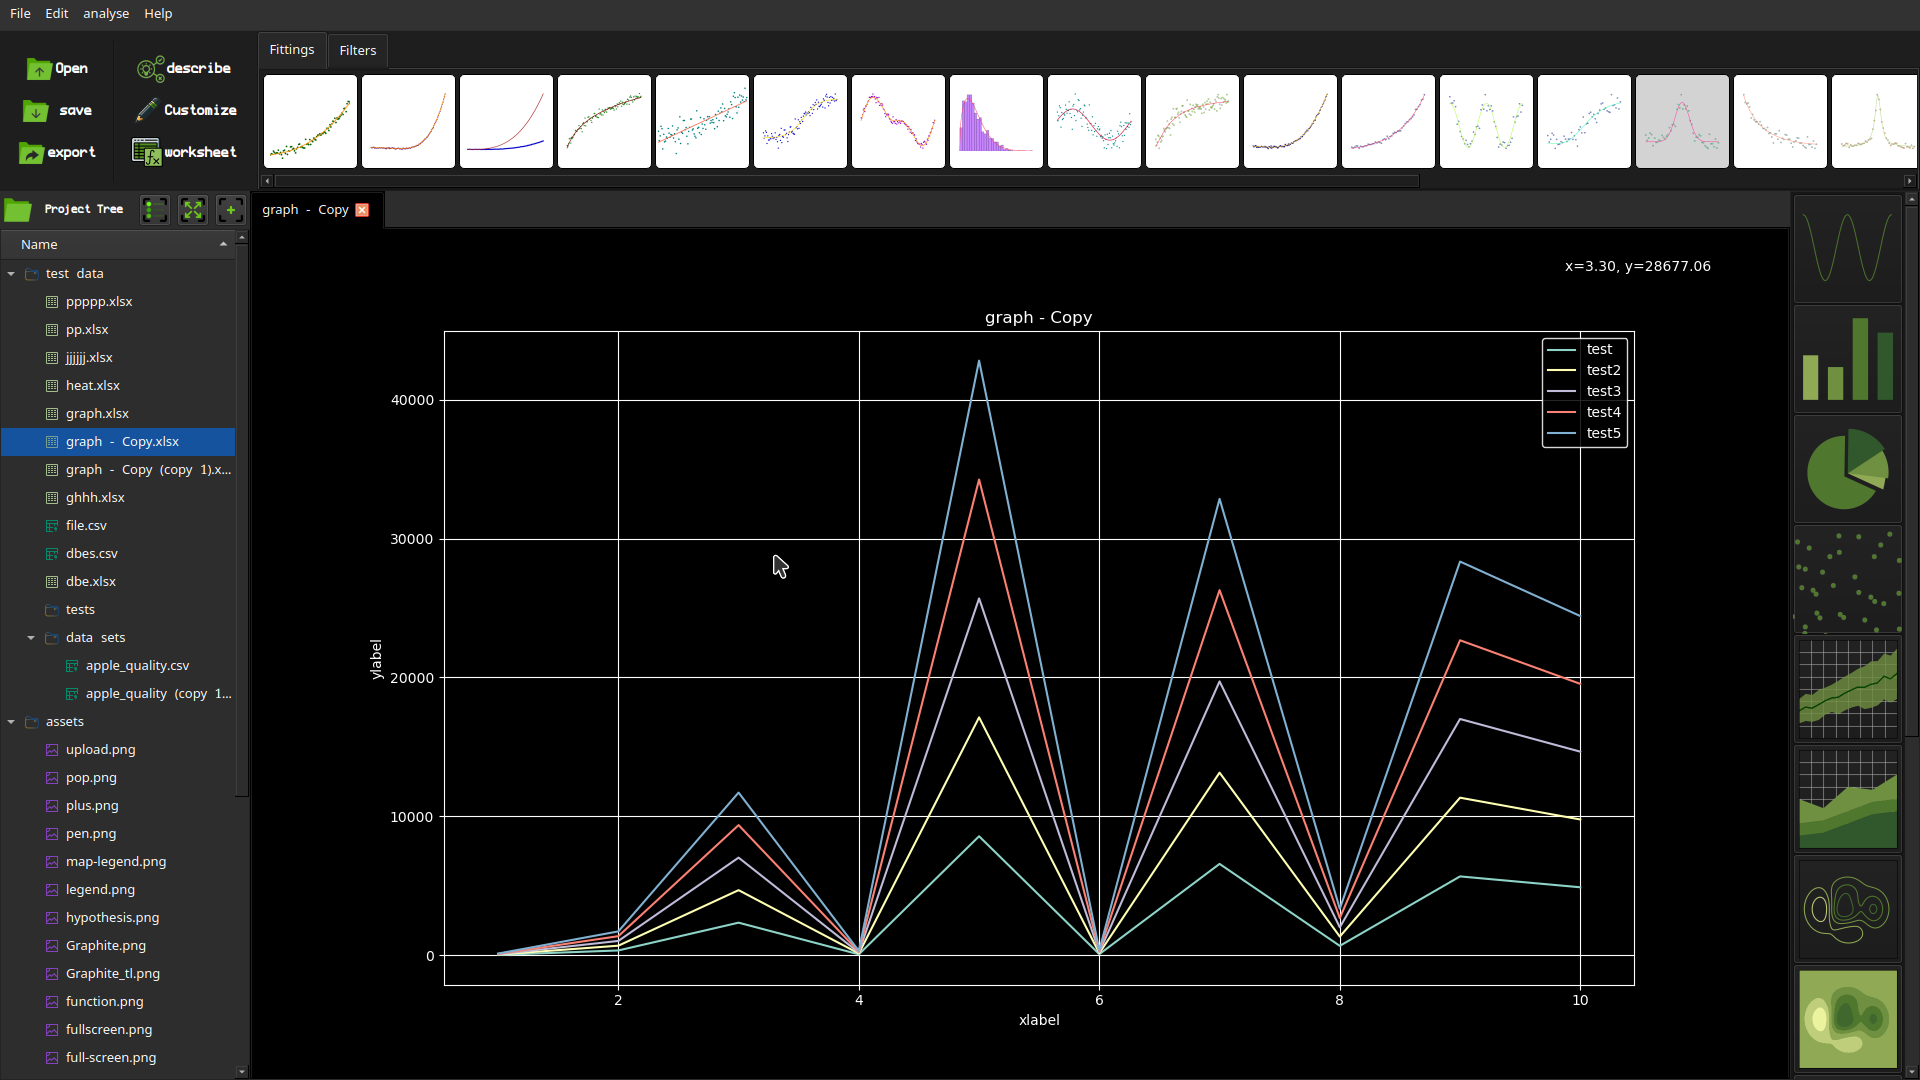 File Edit analyse Help
Open
describe
save
Customize
export
worksheet
Fittings Filters
Project Tree
Name
test data
ppppp.xlsx
pp.xlsx
jjjjjj.xlsx
heat.xlsx
graph.xlsx
graph - Copy.xlsx
graph - Copy (copy 1).x...
ghhh.xlsx
file.csv
dbes.csv
dbe.xlsx
tests
data sets
apple_quality.csv
apple_quality (copy 1...
assets
upload.png
pop.png
plus.png
pen.png
map-legend.png
legend.png
hypothesis.png
Graphite.png
Graphite_tl.png
function.png
fullscreen.png
full-screen.png
graph - Copy
x=3.30, y=28677.06
graph - Copy
test
test2
test3
test4
test5
40000
30000
20000
10000
0
ylabel
2 4 6 8 10
xlabel